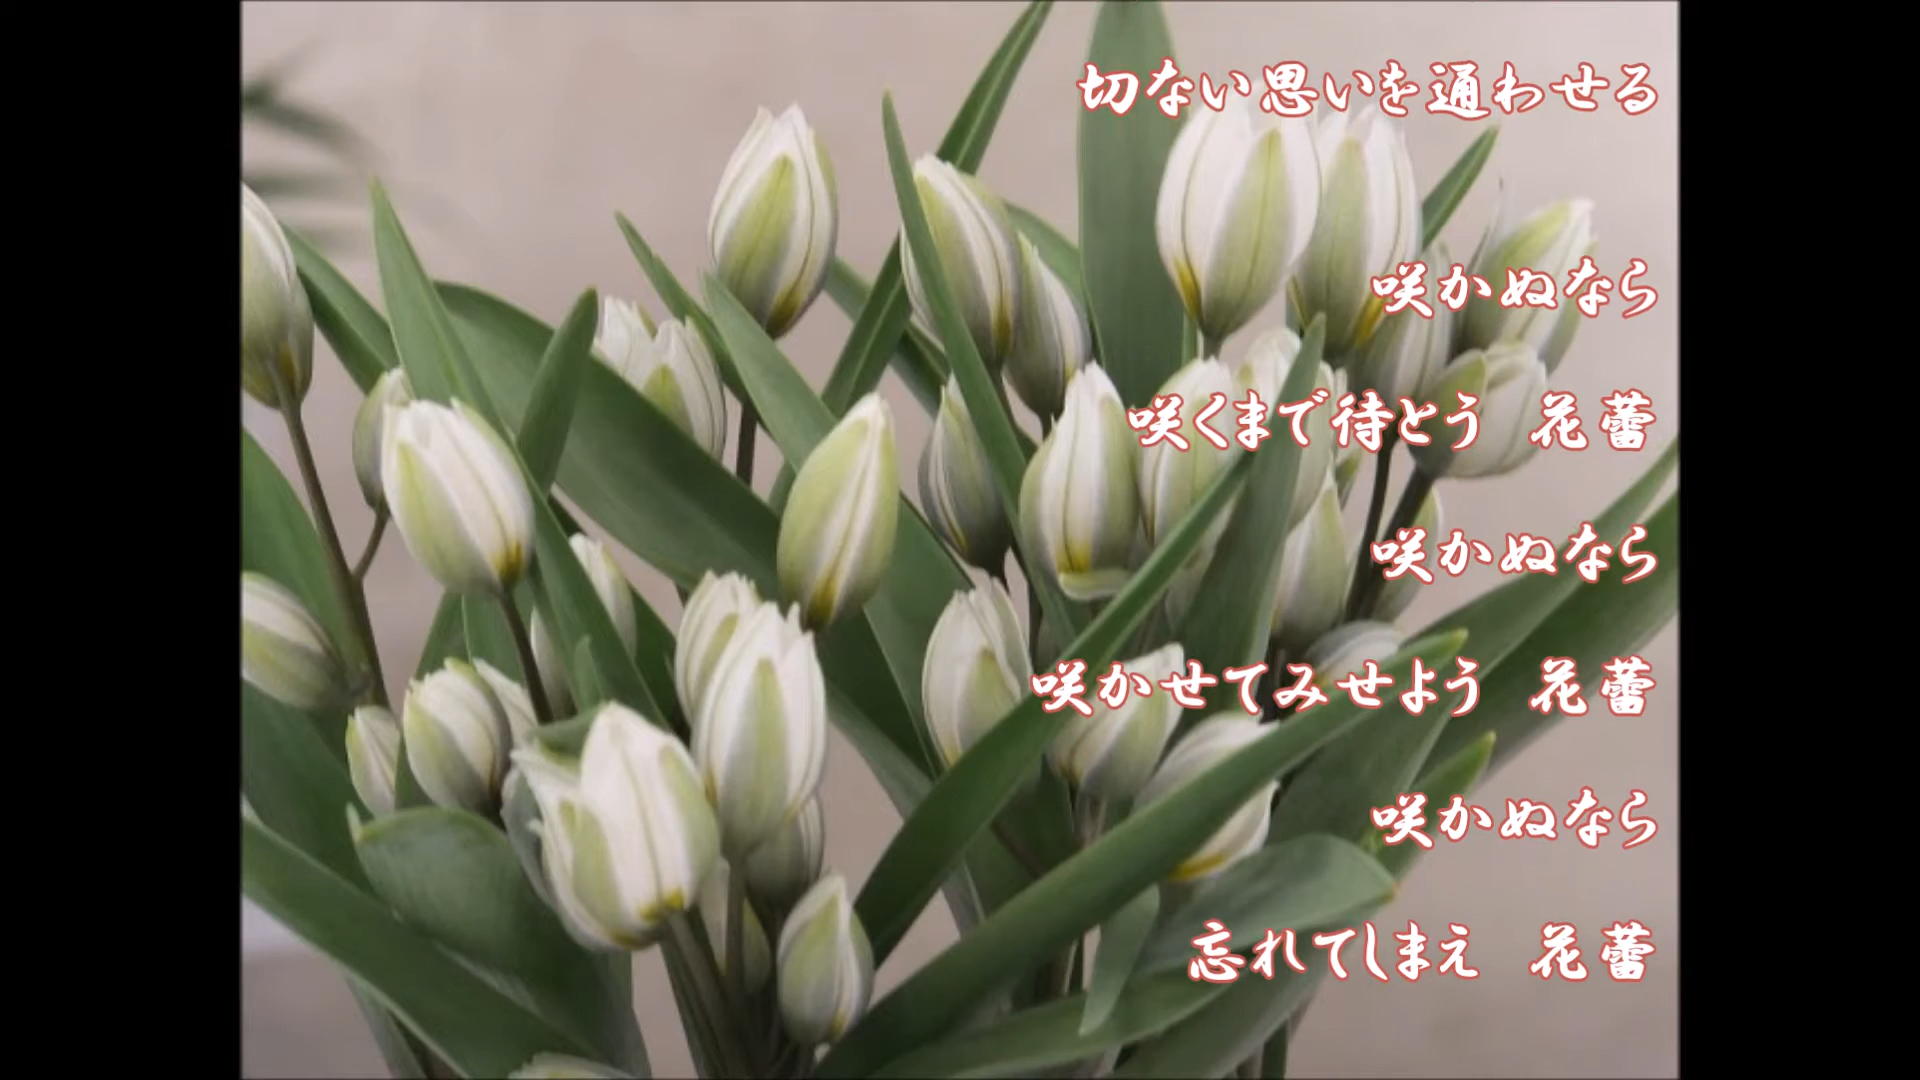 切ない思いを通わせる
咲かぬなら
咲くまで待とう　花蕾
咲かぬなら
咲かせてみせよう　花蕾
咲かぬなら
忘れてしまえ　花蕾